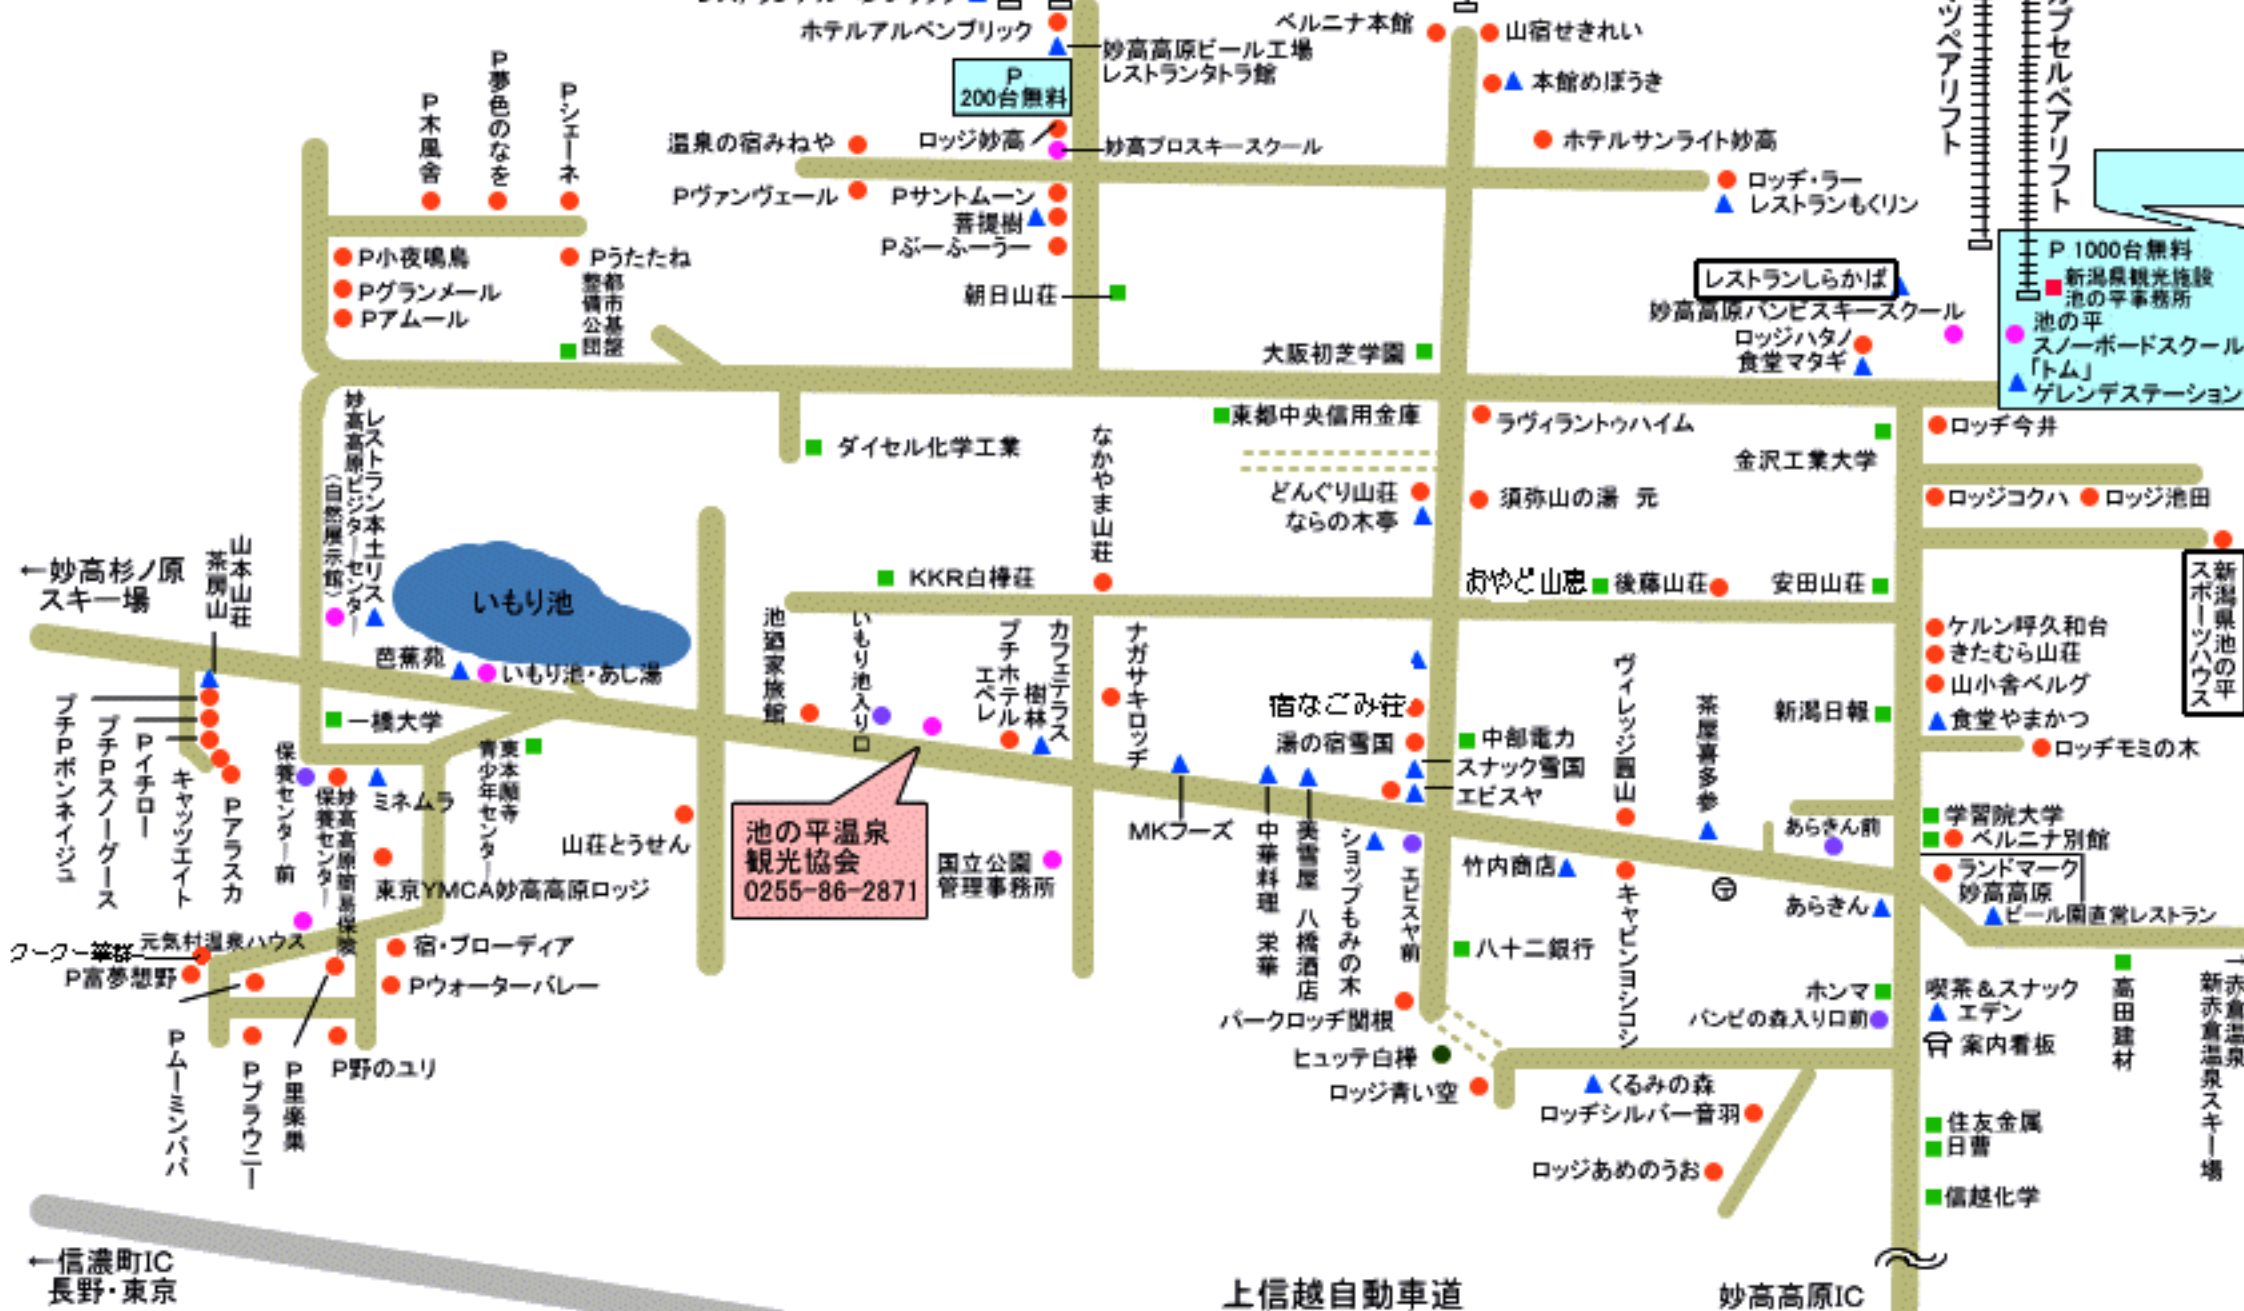 ホテルアルペンブリック
妙高高原ビール工場
レストランタトラ館
P
200台無料
ロッジ妙高
妙高プロスキースクール
温泉の宿みねや
Pヴァンヴェール
Pサントムーン
菩提樹
Pぶーふーうー
朝日山荘
ベルニナ本館
山宿せきれい
本館めぼうき
ホテルサンライト妙高
ロッヂ・ラー
レストランもくリン
ツペアリフト
カプセルペアリフト
P 1000台無料
新潟県観光施設
池の平事務所
池の平
スノーボードスクール
「トム」
ゲレンデステーション
レストランしらかば
妙高高原バンビスキースクール
ロッジハタノ
食堂マタギ
大阪初芝学園
P木風舎
P夢色のなを
Pシェーネ
P小夜鳴鳥
Pグランメール
Pアムール
Pうたたね
都市基盤
整備公団
東都中央信用金庫
ラヴィラントゥハイム
金沢工業大学
ロッヂ今井
ダイセル化学工業
なかやま山荘
どんぐり山荘
ならの木亭
須弥山の湯 元
ロッジコクハ
ロッジ池田
新潟県池の平
スポーツハウス
レストラン本土リス
妙高高原ビジターセンター
(自然展示館)
←妙高杉ノ原
スキー場
山本山荘
茶房山
いもり池
KKR白樺荘
おやど山恵
後藤山荘
安田山荘
ケルン呼久和台
きたむら山荘
山小舎ベルグ
食堂やまかつ
ロッヂモミの木
芭蕉苑
いもり池・あし湯
池廼家旅館
いもり池入り口
プチホテル
エペレ
カフェテラス
樹林
ナガサキロッヂ
宿なごみ荘
湯の宿雪国
中部電力
スナック雪国
エビスヤ
ヴィレッジ圓山
茶屋喜多参
新潟日報
一橋大学
保養センター前
妙高高原簡易保険
保養センター
ミネムラ
東本願寺
青少年センター
プチPボンネイジュ
プチPスノーグース
Pイチロー
キャッツエイト
Pアラスカ
山荘とうせん
池の平温泉
観光協会
0255-86-2871
国立公園
管理事務所
MKフーズ
中華料理 栄華
美雪屋 八橋酒店
ショップもみの木
エビスヤ前
竹内商店
キャビンヨシロシ
あらきん前
学習院大学
ベルニナ別館
ランドマーク
妙高高原
あらきん
ビール園直営レストラン
東京YMCA妙高高原ロッジ
元気村温泉ハウス
P富夢想野
宿・ブローディア
Pウォーターバレー
八十二銀行
パークロッヂ関根
ヒュッテ白樺
ロッジ青い空
ホンマ
バンビの森入り口前
喫茶&スナック
エデン
案内看板
高田建材
→赤倉温泉
新赤倉温泉スキー場
Pムーミンパパ
Pブラウニー
P里楽巣
P野のユリ
くるみの森
ロッヂシルバー音羽
ロッジあめのうお
住友金属
日曹
信越化学
←信濃町IC
長野・東京
上信越自動車道
妙高高原IC